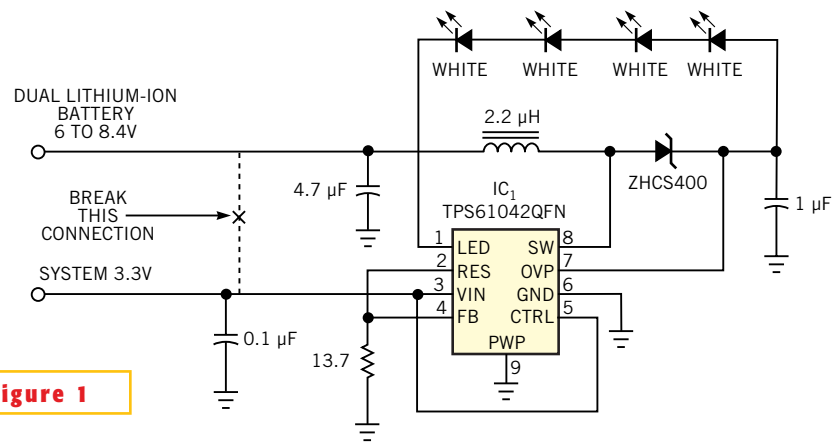 WHITE WHITE WHITE WHITE
DUAL LITHIUM-ION
BATTERY
6 TO 8.4V
2.2 µH
ZHCS400
4.7 µF
1 µF
BREAK
THIS
CONNECTION
IC1
TPS61042QFN
1 LED SW 8
2 RES OVP 7
3 VIN GND 6
4 FB CTRL 5
PWP
9
SYSTEM 3.3V
0.1 µF
13.7
igure 1